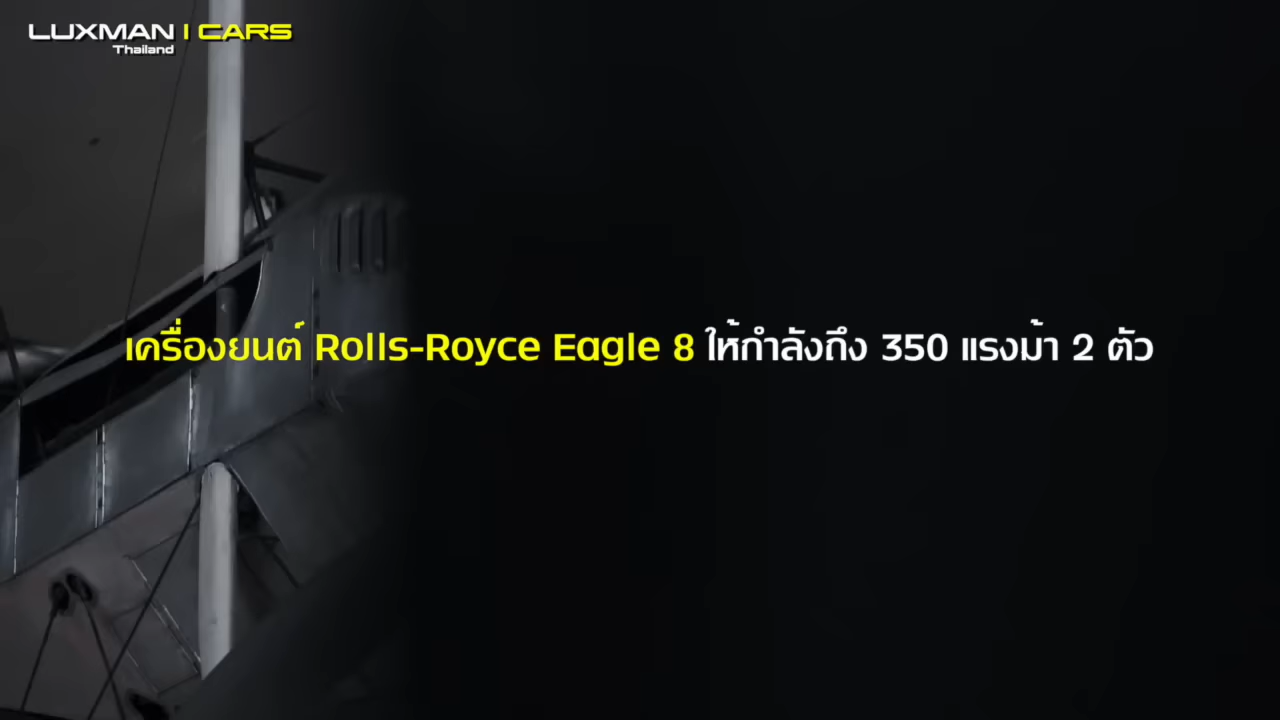 LUXMAN | CARS
Thailand
เครื่องยนต์ Rolls-Royce Eagle 8 ให้กำลังถึง 350 แรงม้า 2 ตัว